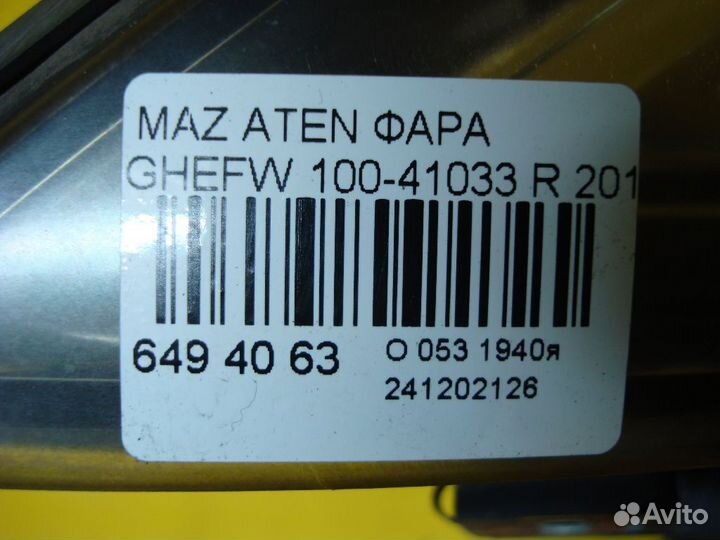 MAZ ATEN ФАРА
GHEFW 100-41033 R 201
649 40 63
О 053 1940я
241202126
Avito